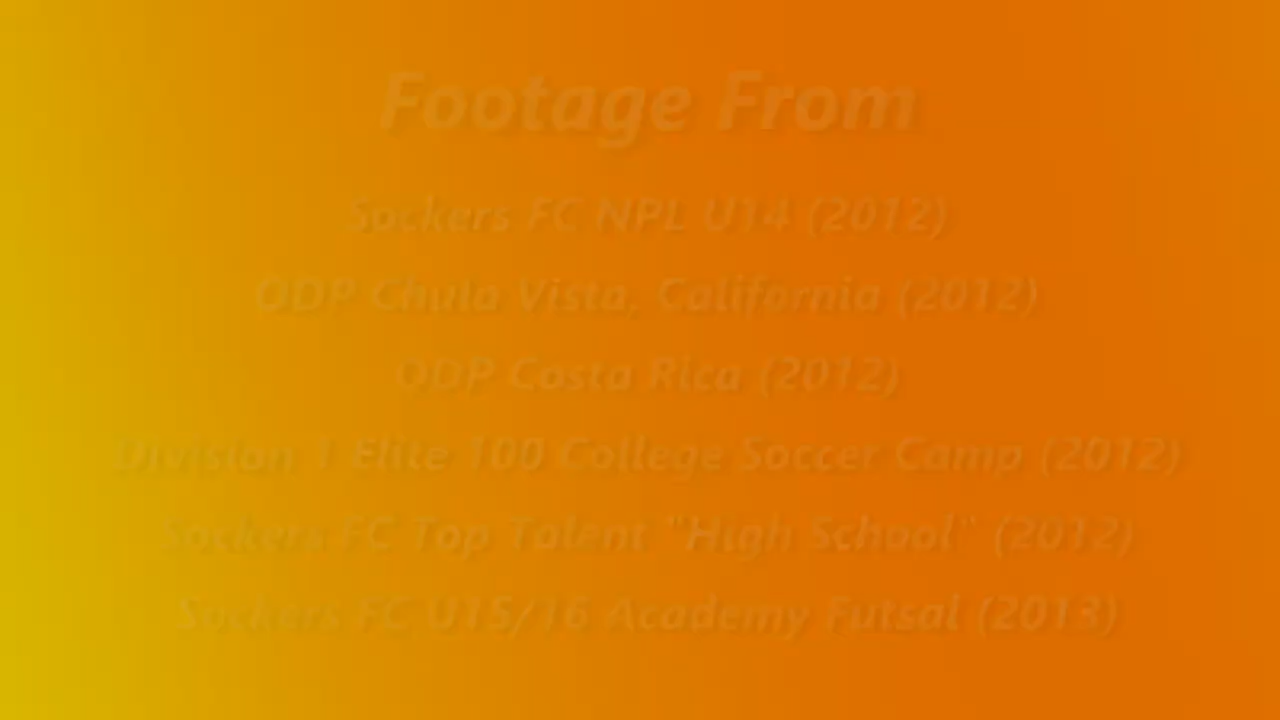 Footage From
Sockers FC NPL U14 (2012)
ODP Chula Vista, California (2012)
ODP Costa Rica (2012)
Division 1 Elite 100 College Soccer Camp (2012)
Sockers FC Top Talent "High School" (2012)
Sockers FC U15/16 Academy Futsal (2013)